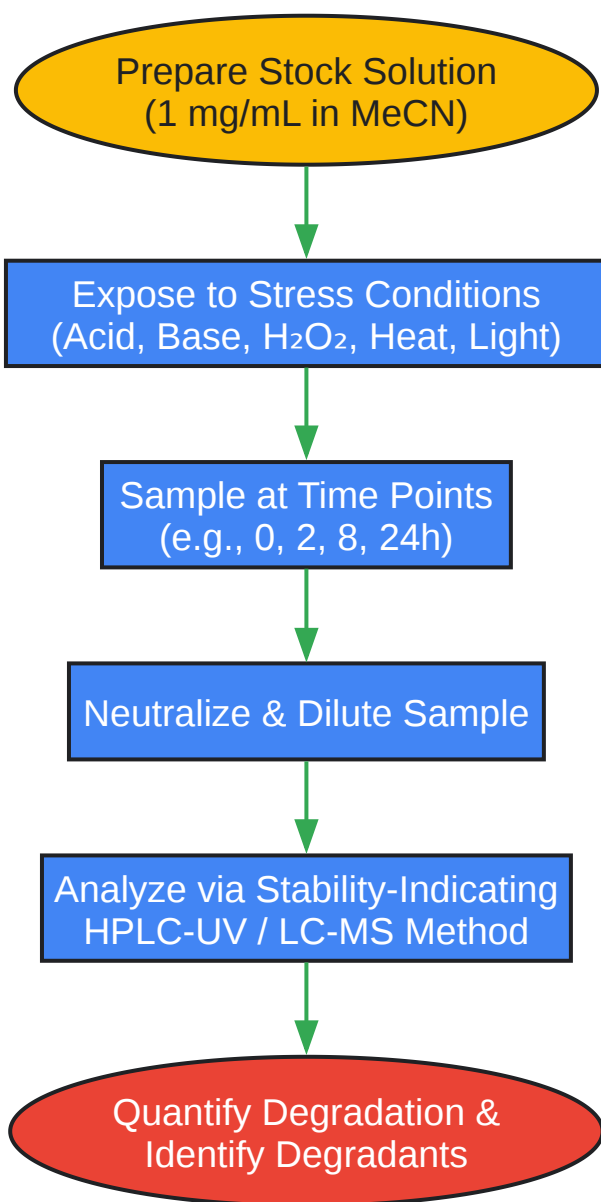 Prepare Stock Solution
(1 mg/mL in MeCN)
Expose to Stress Conditions
(Acid, Base, H₂O₂, Heat, Light)
Sample at Time Points
(e.g., 0, 2, 8, 24h)
Neutralize & Dilute Sample
Analyze via Stability-Indicating
HPLC-UV / LC-MS Method
Quantify Degradation &
Identify Degradants